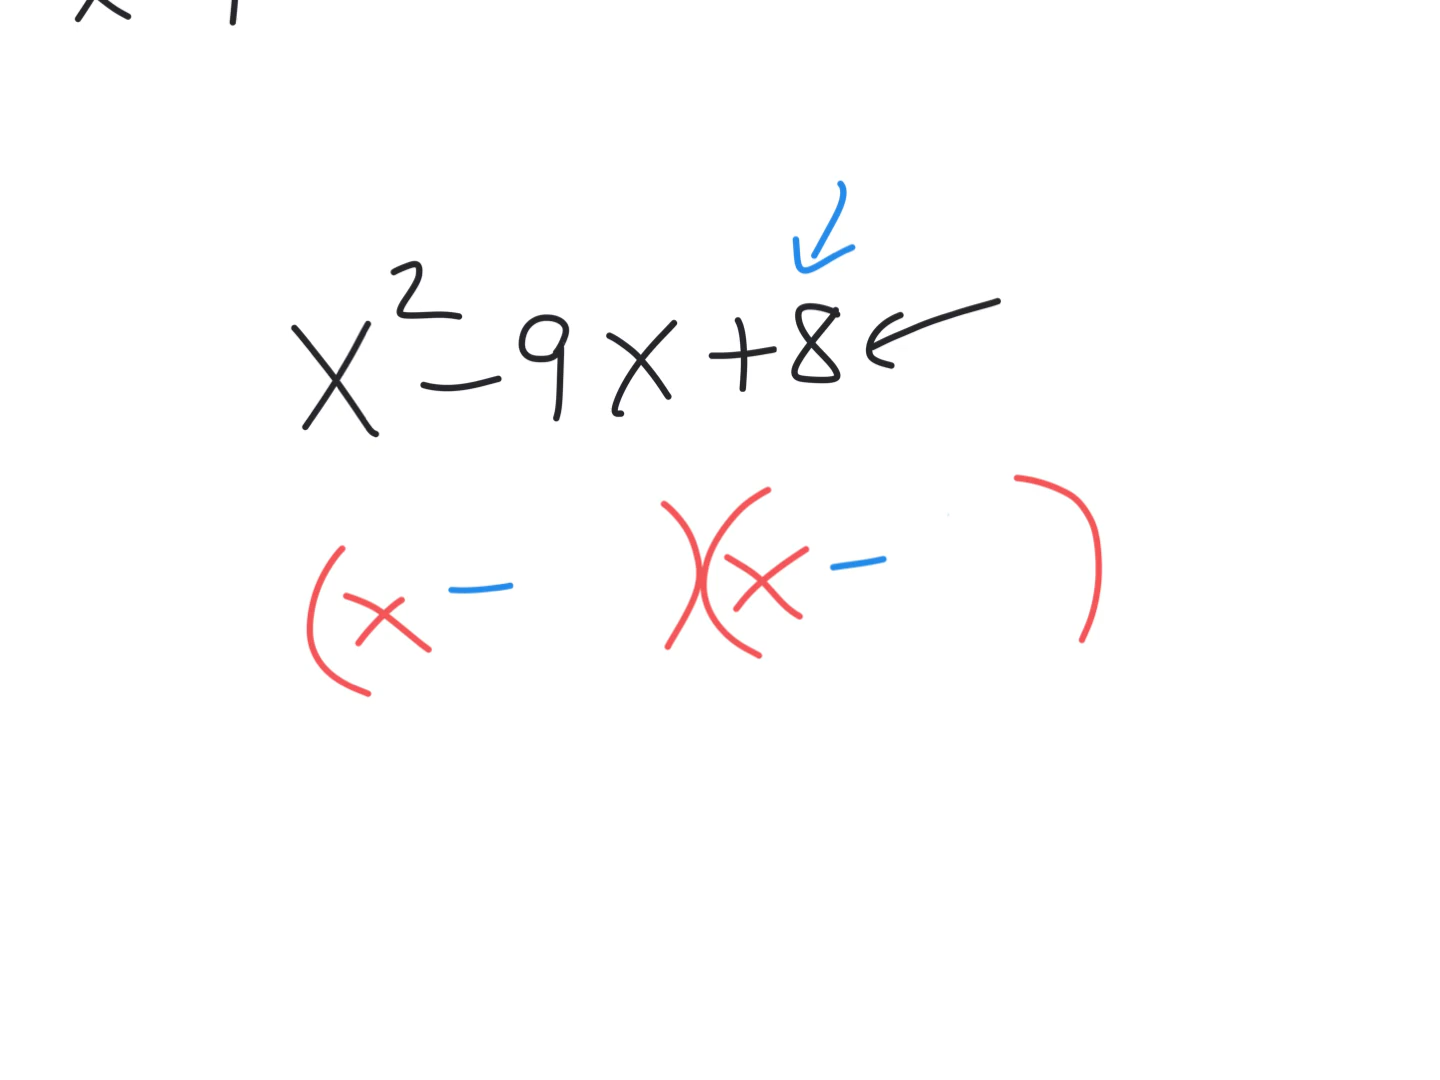 x² - 9x + 8
(x - )(x - )